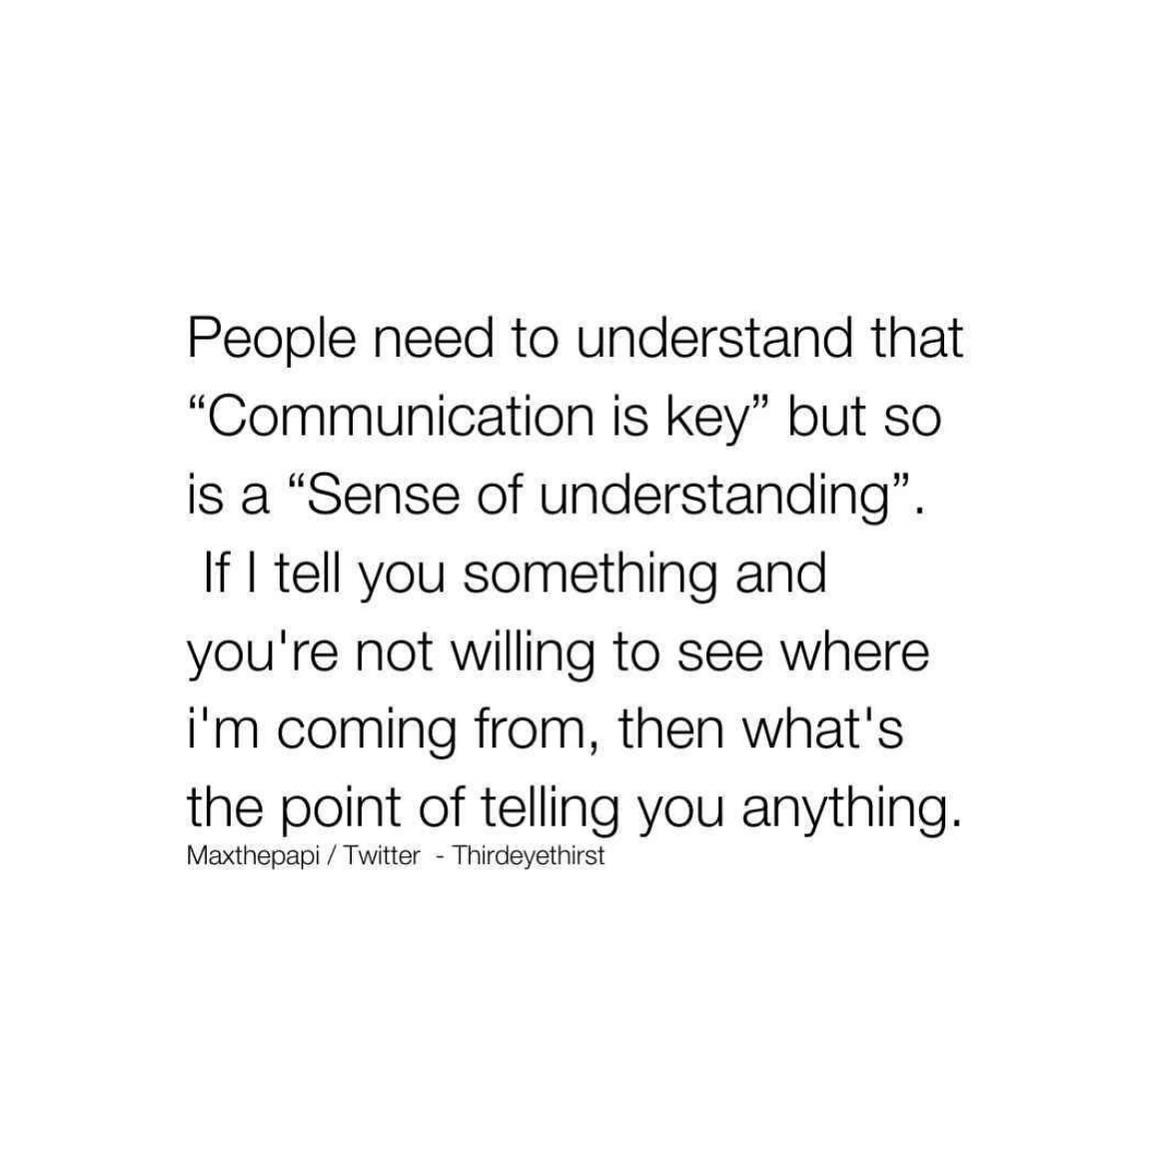 People need to understand that
“Communication is key” but so
is a “Sense of understanding”.
If I tell you something and
you're not willing to see where
i'm coming from, then what's
the point of telling you anything.
Maxthepapi / Twitter - Thirdeyethirst